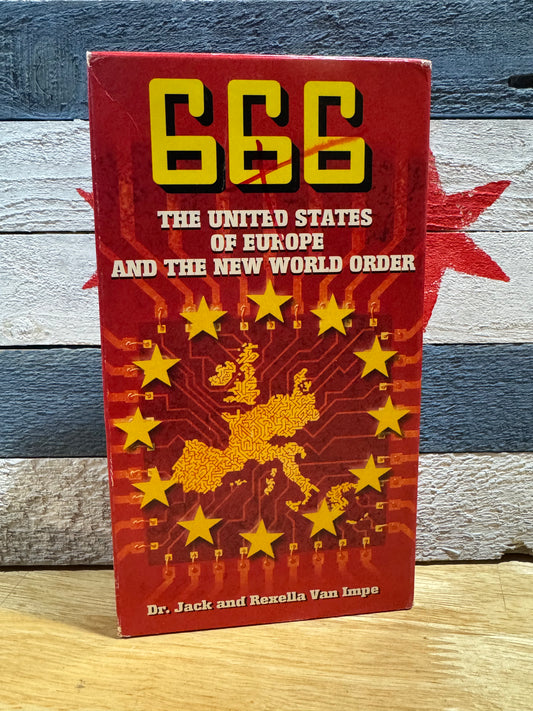 666
THE UNITED STATES
OF EUROPE
AND THE NEW WORLD ORDER
Dr. Jack and Rexella Van Impe